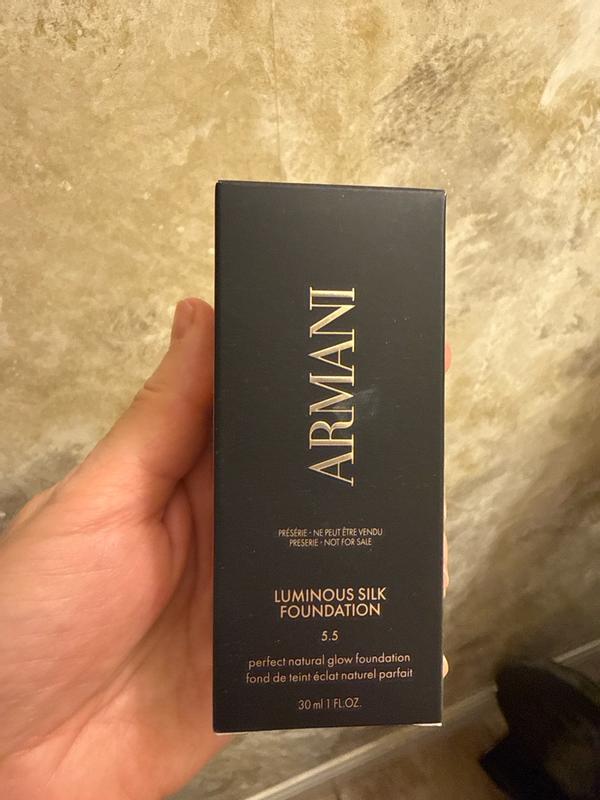 ARMANI
PRÉSÉRIE - NE PEUT ÊTRE VENDU
PRESERIE - NOT FOR SALE
LUMINOUS SILK
FOUNDATION
5.5
perfect natural glow foundation
fond de teint éclat naturel parfait
30 ml 1 FL.OZ.